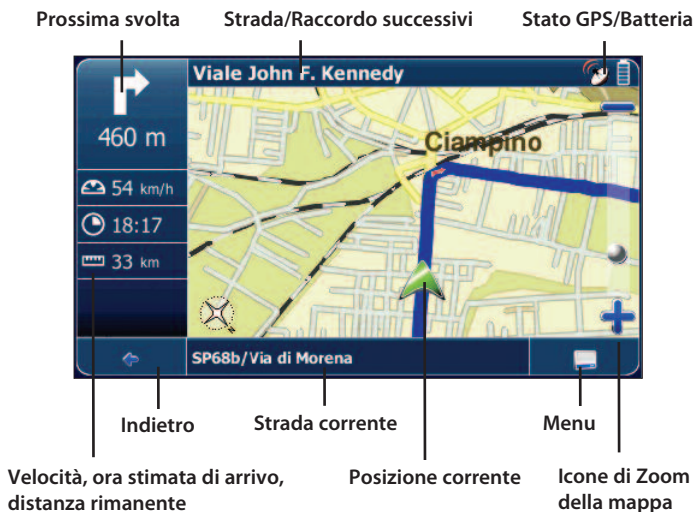 Prossima svolta
Strada/Raccordo successivi
Stato GPS/Batteria
Viale John F. Kennedy
460 m
Ciampino
54 km/h
18:17
33 km
N
SP68b/Via di Morena
Indietro
Strada corrente
Menu
Velocità, ora stimata di arrivo,
distanza rimanente
Posizione corrente
Icone di Zoom
della mappa